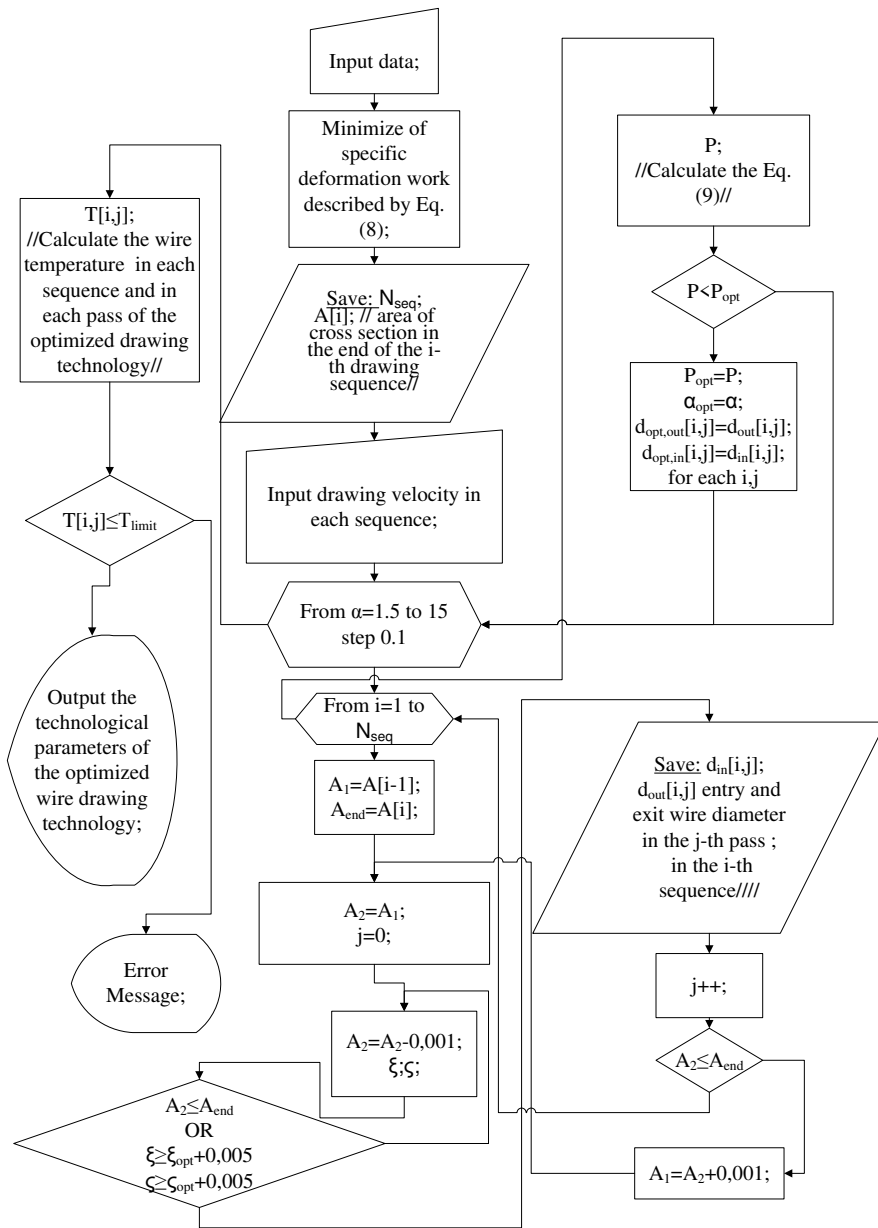 Input data;
Minimize of
specific
deformation work
described by Eq.
(8);
Save: Nseq;
A[i]; // area of
cross section in
the end of the i-
th drawing
sequence//
Input drawing velocity in
each sequence;
From α=1.5 to 15
step 0.1
From i=1 to
Nseq
A1=A[i-1];
Aend=A[i];
A2=A1;
j=0;
A2=A2-0,001;
ξ;ς;
A2≤Aend
OR
ξ≥ξopt+0,005
ς≥ςopt+0,005
T[i,j];
//Calculate the wire
temperature in each
sequence and in
each pass of the
optimized drawing
technology//
T[i,j]≤Tlimit
Output the
technological
parameters of
the optimized
wire drawing
technology;
Error
Message;
P;
//Calculate the Eq.
(9)//
P<Popt
Popt=P;
αopt=α;
dopt,out[i,j]=dout[i,j];
dopt,in[i,j]=din[i,j];
for each i,j
Save: din[i,j];
dout[i,j] entry and
exit wire diameter
in the j-th pass ;
in the i-th
sequence////
j++;
A2≤Aend
A1=A2+0,001;